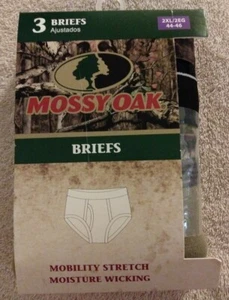 3 BRIEFS
Ajustados
2XL/2EG
44-46
MOSSY OAK
BRIEFS
MOBILITY STRETCH
MOISTURE WICKING